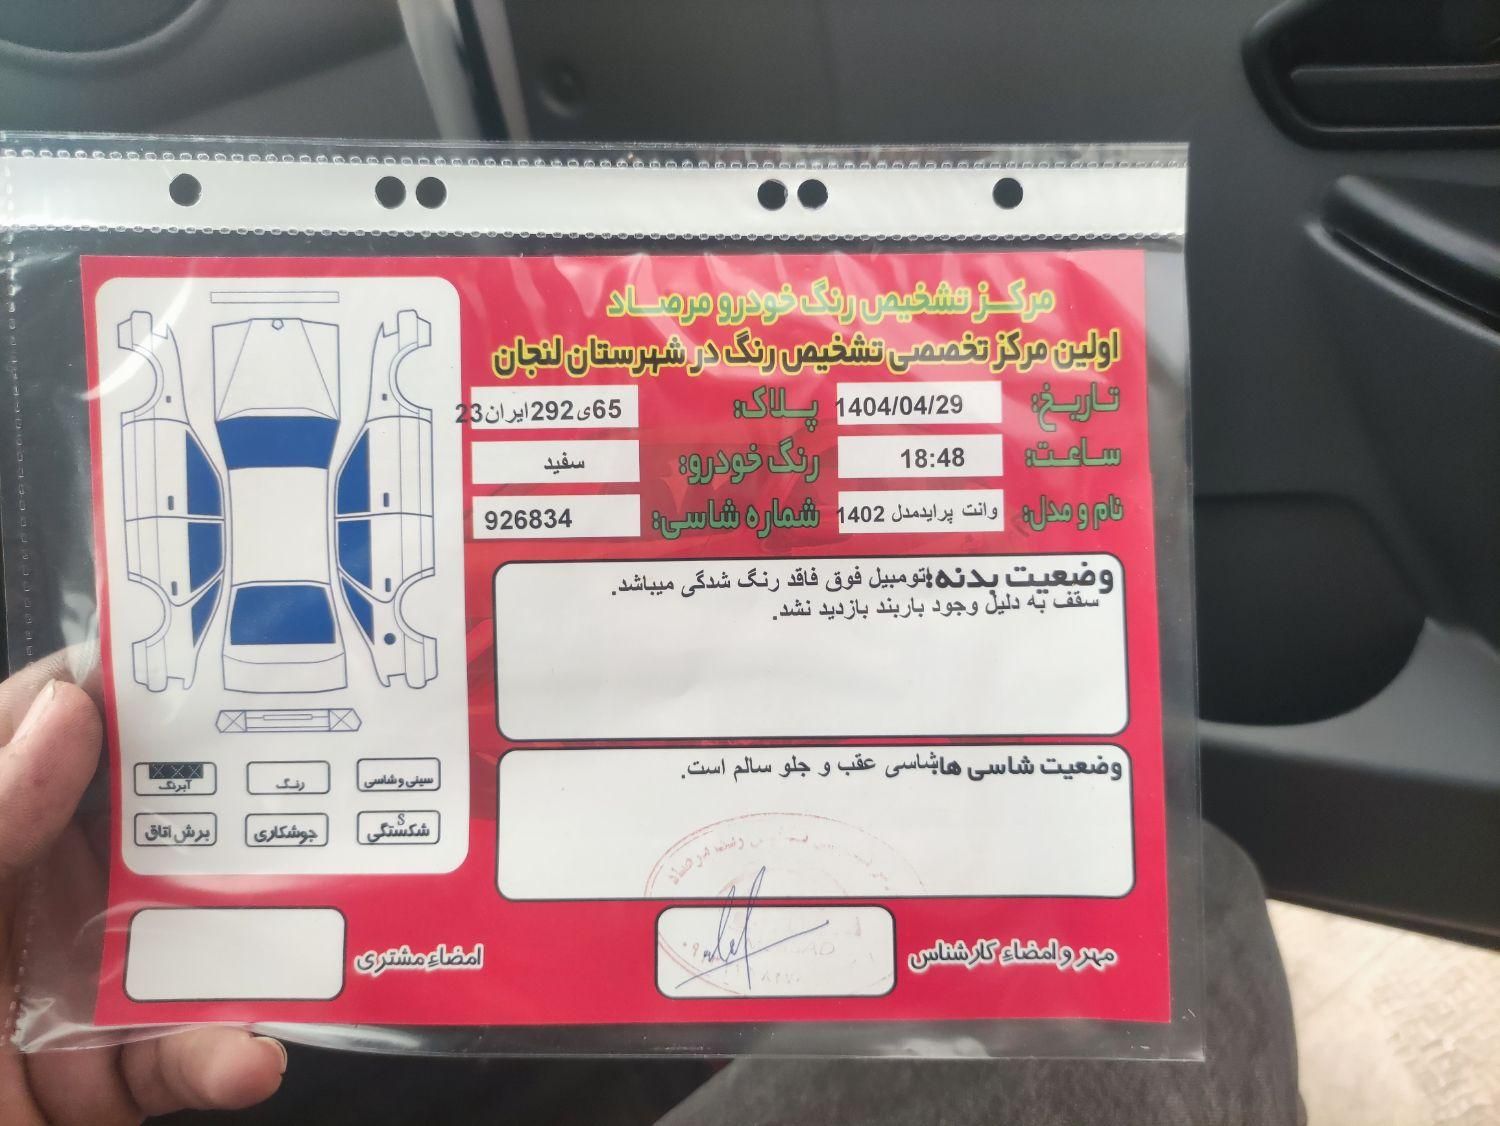 مرکز تشخیص رنگ خودرو مرصاد
اولین مرکز تخصصی تشخیص رنگ در شهرستان لنجان
تاریخ: 1404/04/29
پلاک: 65ی292ایران23
ساعت: 18:48
رنگ خودرو: سفید
نام و مدل: وانت پرایدمدل 1402
شماره شاسی: 926834
وضعیت بدنه: اتومبیل فوق فاقد رنگ شدگی میباشد.
سقف به دلیل وجود باربند بازدید نشد.
وضعیت شاسی ها: شاسی عقب و جلو سالم است.
سینی و شاسی
رنگ
آبرنگ
S
شکستگی
جوشکاری
برش اتاق
مهر و امضاء کارشناس
امضاء مشتری